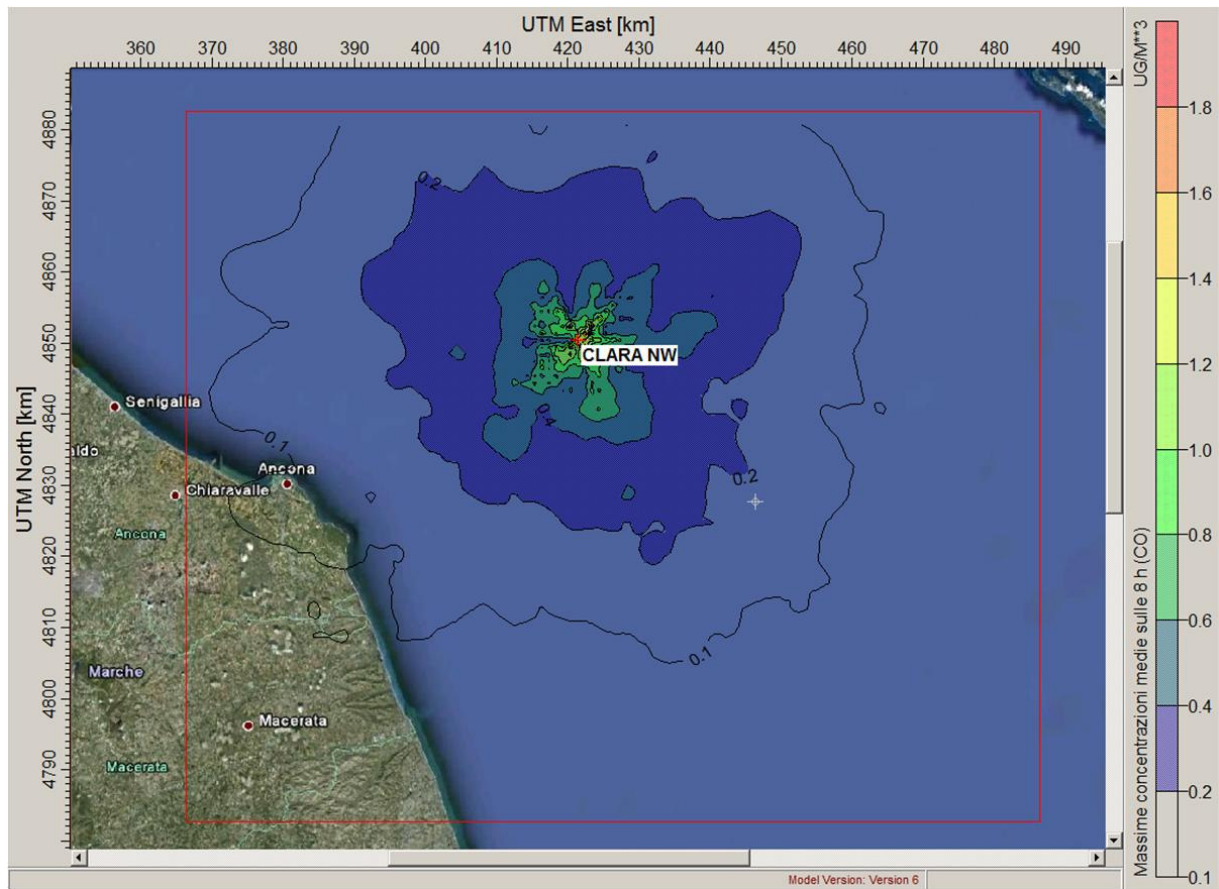 UTM East [km]
360 370 380 390 400 410 420 430 440 450 460 470 480 490
UTM North [km]
4880
4870
4860
4850
4840
4830
4820
4810
4800
4790
0.2
CLARA NW
0.4
0.1
0.2
0.1
Senigallia
aldo
Ancona
Chiaravalle
Ancona
Marche
Macerata
Macerata
UG/M**3
1.8
1.6
1.4
1.2
1.0
0.8
0.6
0.4
0.2
0.1
Massime concentrazioni medie sulle 8 h (CO)
Model Version: Version 6